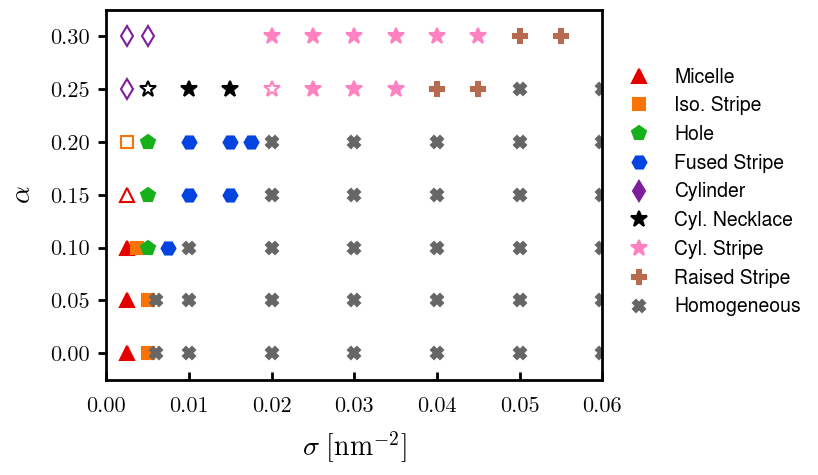 0.30
0.25
0.20
0.15
0.10
0.05
0.00
α
0.00 0.01 0.02 0.03 0.04 0.05 0.06
σ [nm⁻²]
Micelle
Iso. Stripe
Hole
Fused Stripe
Cylinder
Cyl. Necklace
Cyl. Stripe
Raised Stripe
Homogeneous